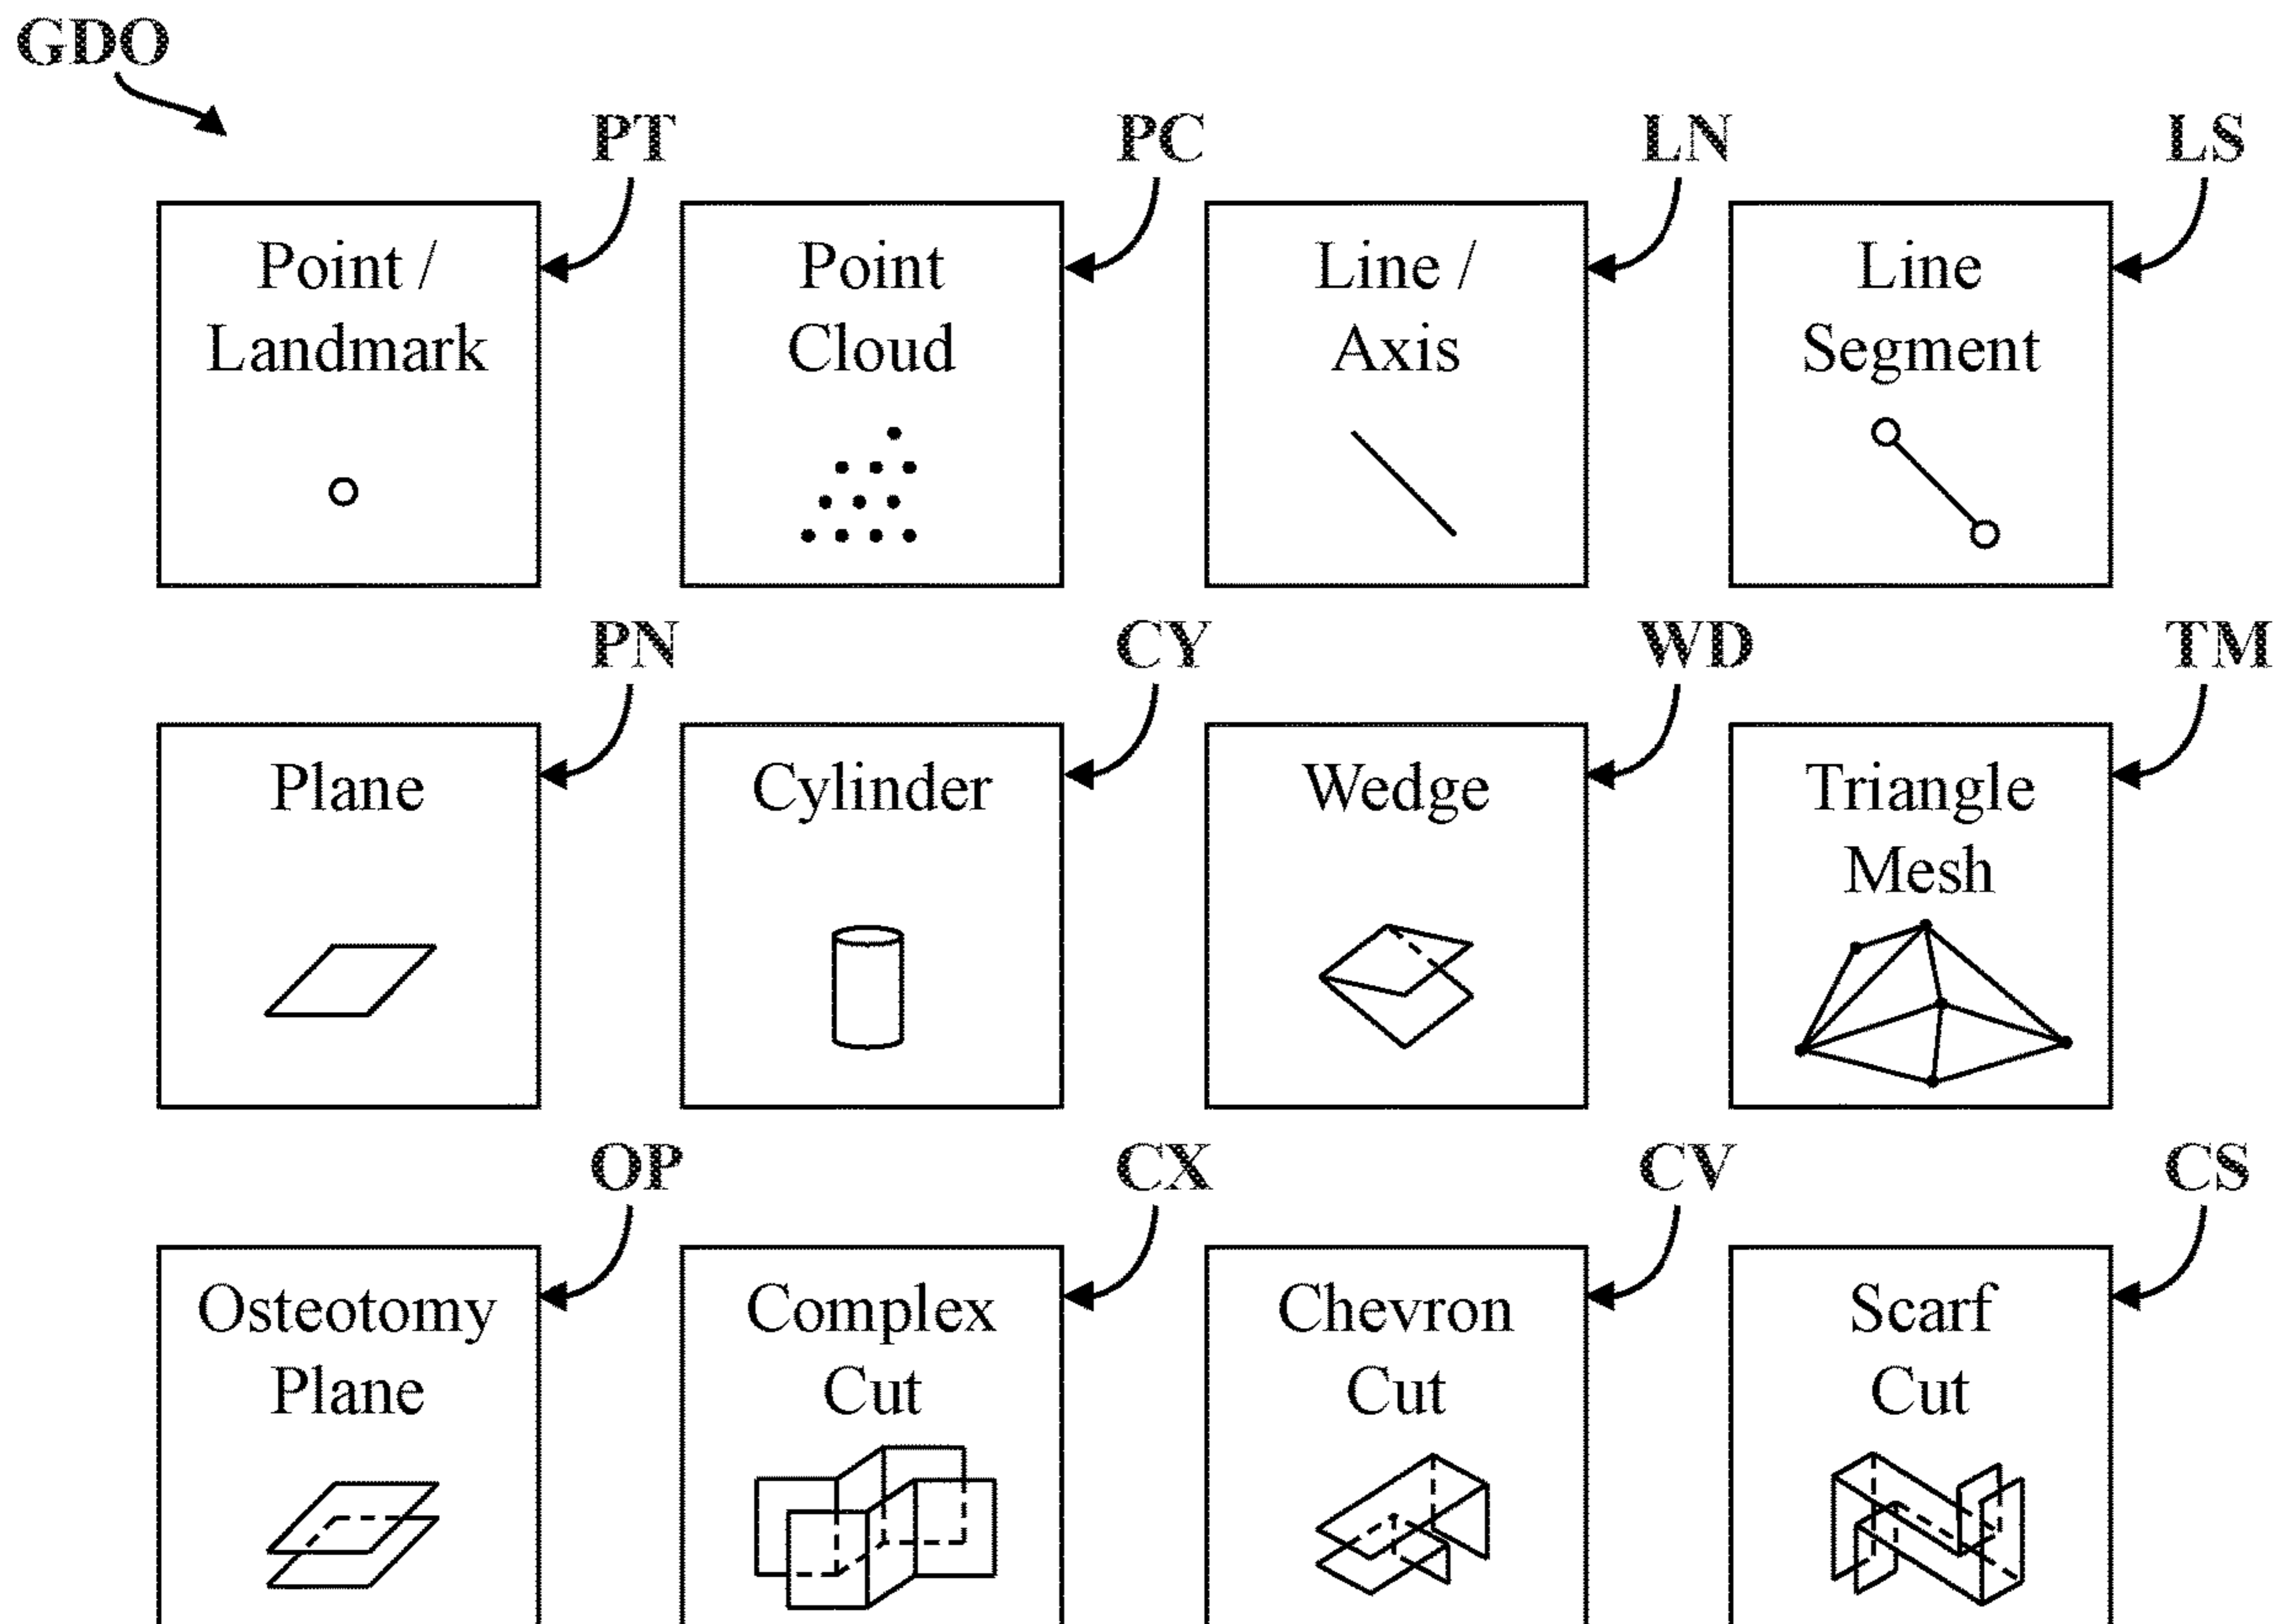 GDO
PT
PC
LN
LS
Point /
Landmark
Point
Cloud
Line /
Axis
Line
Segment
PN
CY
WD
TM
Plane
Cylinder
Wedge
Triangle
Mesh
OP
CX
CV
CS
Osteotomy
Plane
Complex
Cut
Chevron
Cut
Scarf
Cut